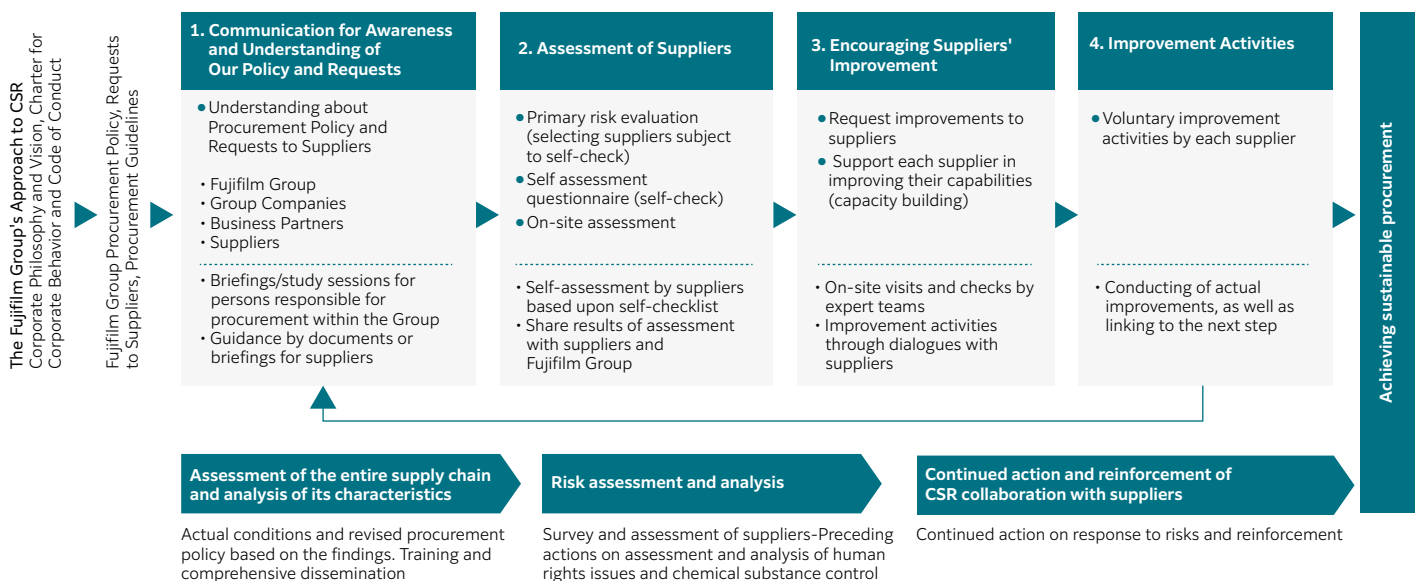 The Fujifilm Group's Approach to CSR
Corporate Philosophy and Vision, Charter for
Corporate Behavior and Code of Conduct
Fujifilm Group Procurement Policy, Requests
to Suppliers, Procurement Guidelines
1. Communication for Awareness
and Understanding of
Our Policy and Requests
● Understanding about
Procurement Policy and
Requests to Suppliers
・Fujifilm Group
・Group Companies
・Business Partners
・Suppliers
・Briefings/study sessions for
persons responsible for
procurement within the Group
・Guidance by documents or
briefings for suppliers
2. Assessment of Suppliers
● Primary risk evaluation
(selecting suppliers subject
to self-check)
● Self assessment
questionnaire (self-check)
● On-site assessment
・Self-assessment by suppliers
based upon self-checklist
・Share results of assessment
with suppliers and
Fujifilm Group
3. Encouraging Suppliers'
Improvement
● Request improvements to
suppliers
● Support each supplier in
improving their capabilities
(capacity building)
・On-site visits and checks by
expert teams
・Improvement activities
through dialogues with
suppliers
4. Improvement Activities
● Voluntary improvement
activities by each supplier
・Conducting of actual
improvements, as well as
linking to the next step
Achieving sustainable procurement
Assessment of the entire supply chain
and analysis of its characteristics
Actual conditions and revised procurement
policy based on the findings. Training and
comprehensive dissemination
Risk assessment and analysis
Survey and assessment of suppliers-Preceding
actions on assessment and analysis of human
rights issues and chemical substance control
Continued action and reinforcement of
CSR collaboration with suppliers
Continued action on response to risks and reinforcement